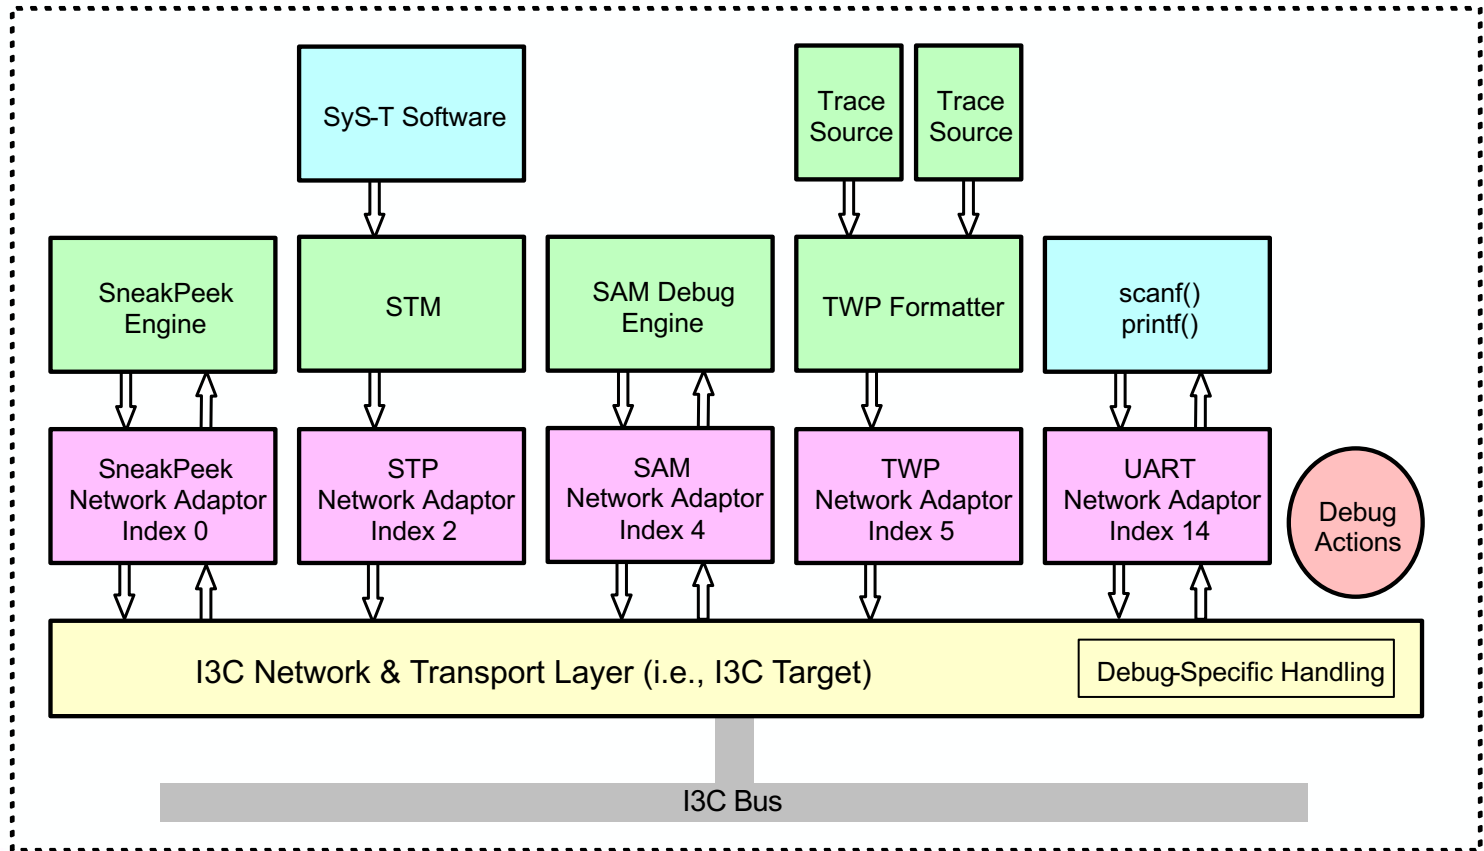 SyS-T Software
Trace
Source
Trace
Source
SneakPeek
Engine
STM
SAM Debug
Engine
TWP Formatter
scanf()
printf()
SneakPeek
Network Adaptor
Index 0
STP
Network Adaptor
Index 2
SAM
Network Adaptor
Index 4
TWP
Network Adaptor
Index 5
UART
Network Adaptor
Index 14
Debug
Actions
I3C Network & Transport Layer (i.e., I3C Target)
Debug-Specific Handling
I3C Bus